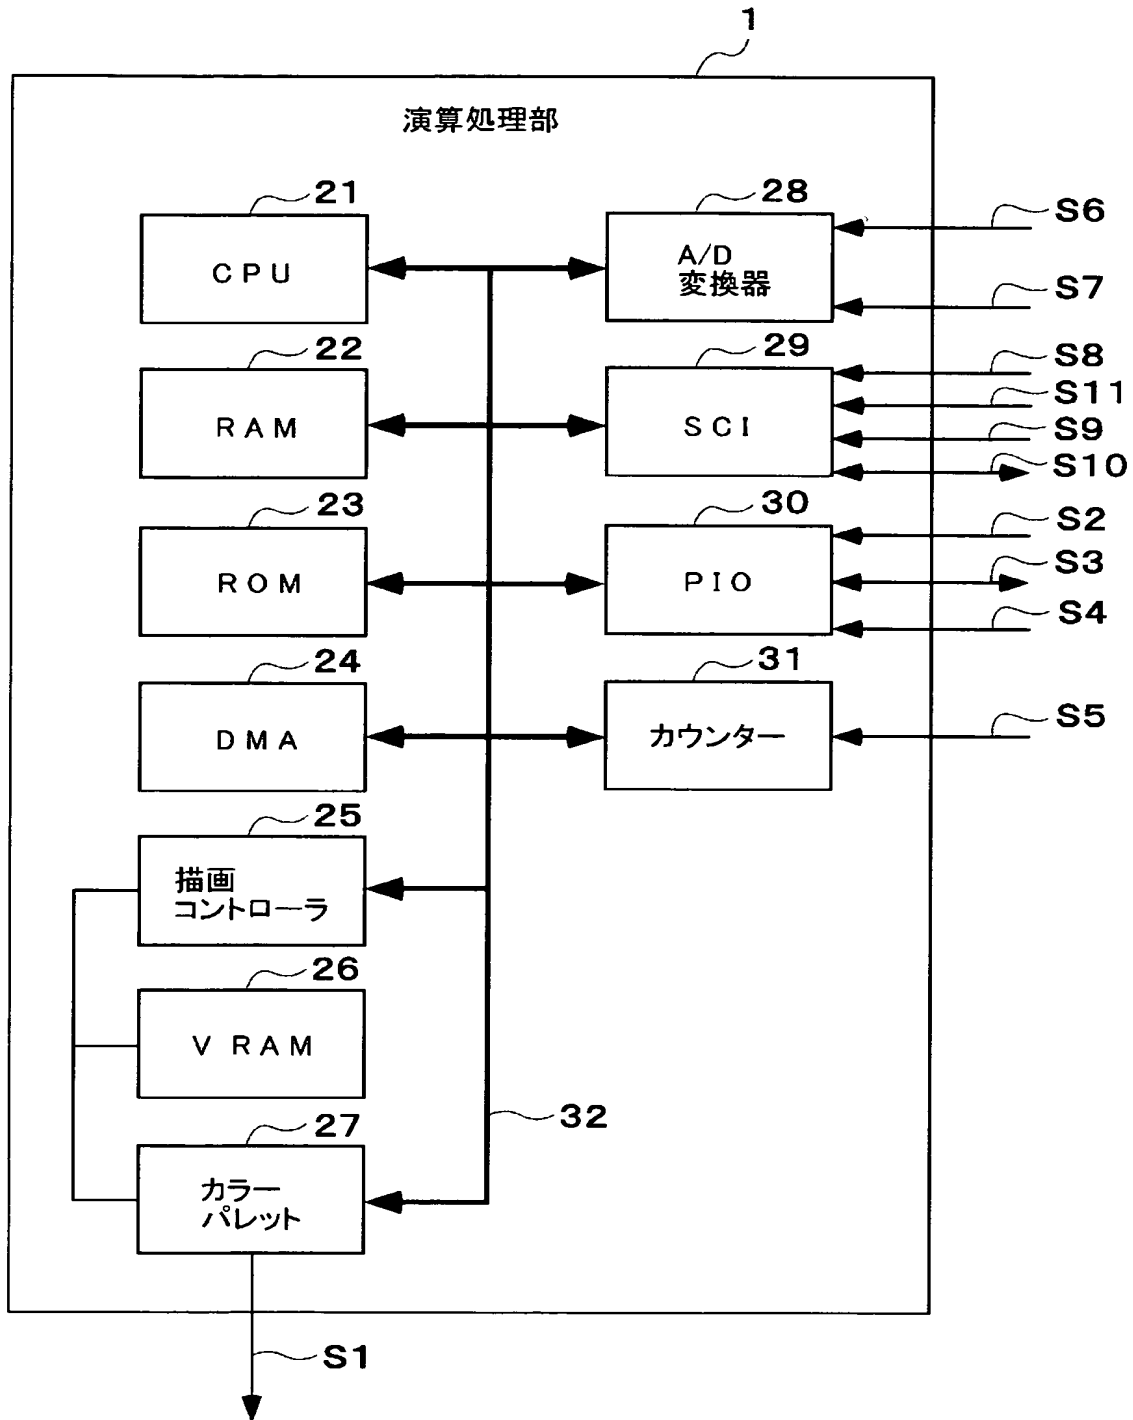 1
演算処理部
21
CPU
28
A/D
変換器
S6
S7
22
RAM
29
SCI
S8
S11
S9
S10
23
ROM
30
PIO
S2
S3
S4
24
DMA
31
カウンター
S5
25
描画
コントローラ
26
V RAM
27
カラー
パレット
32
S1